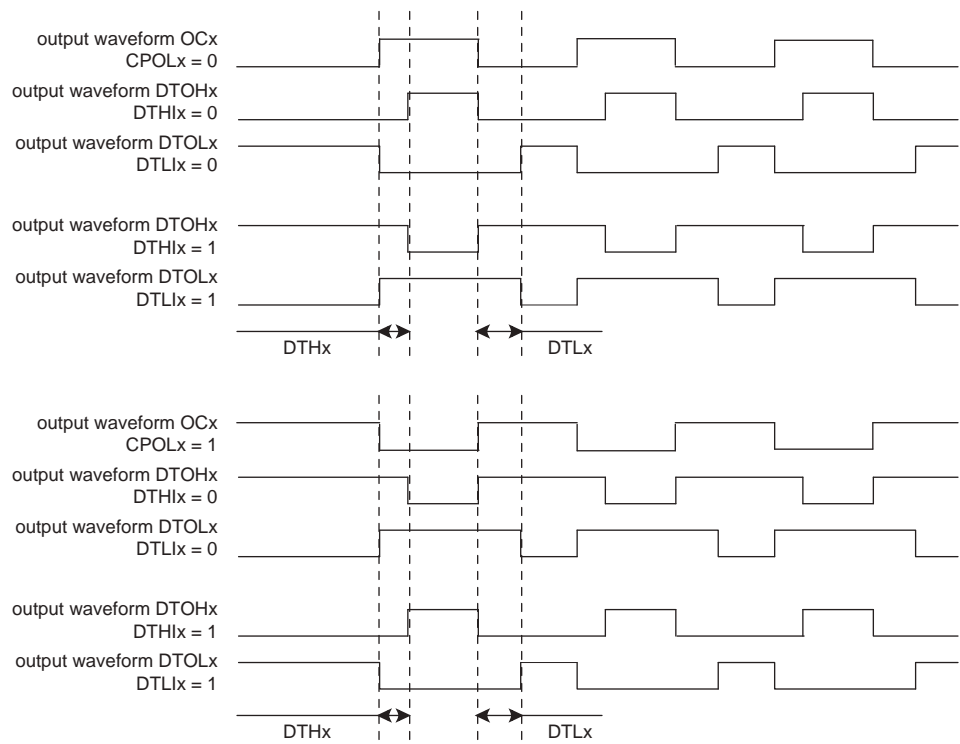 output waveform OCx
CPOLx = 0
output waveform DTOHx
DTHIx = 0
output waveform DTOLx
DTLIx = 0
output waveform DTOHx
DTHIx = 1
output waveform DTOLx
DTLIx = 1
DTHx
DTLx
output waveform OCx
CPOLx = 1
output waveform DTOHx
DTHIx = 0
output waveform DTOLx
DTLIx = 0
output waveform DTOHx
DTHIx = 1
output waveform DTOLx
DTLIx = 1
DTHx
DTLx